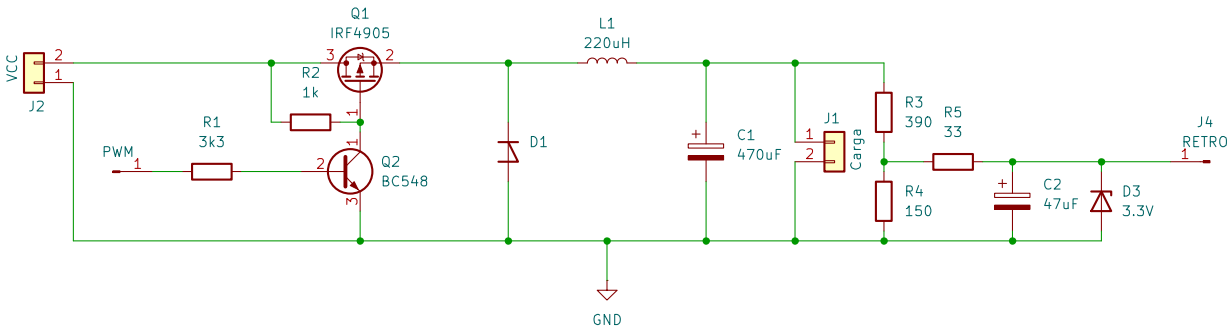 Q1
IRF4905
L1
220uH
VCC
2
1
J2
3
2
R2
1k
1
R1
3k3
PWM
1
2
1
3
Q2
BC548
D1
C1
470uF
J1
1
2
Carga
R3
390
R5
33
R4
150
C2
47uF
D3
3.3V
J4
RETRO
1
GND